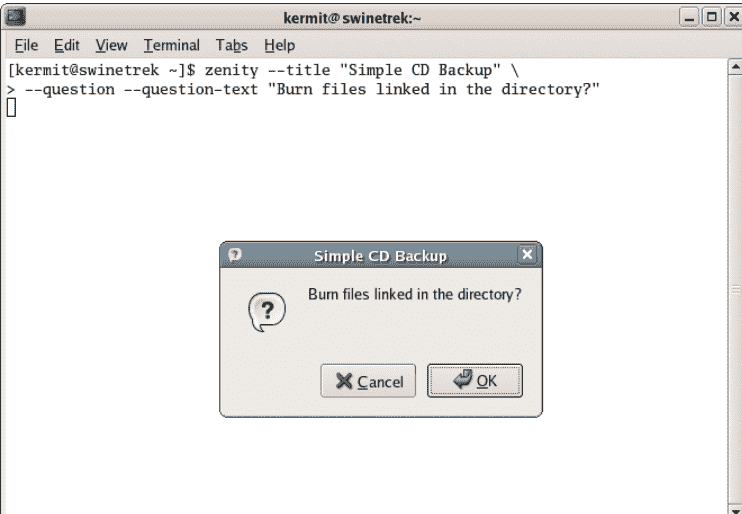 kermit@swinetrek:~
File Edit View Terminal Tabs Help
[kermit@swinetrek ~]$ zenity --title "Simple CD Backup" \
> --question --question-text "Burn files linked in the directory?"
Simple CD Backup
Burn files linked in the directory?
Cancel OK